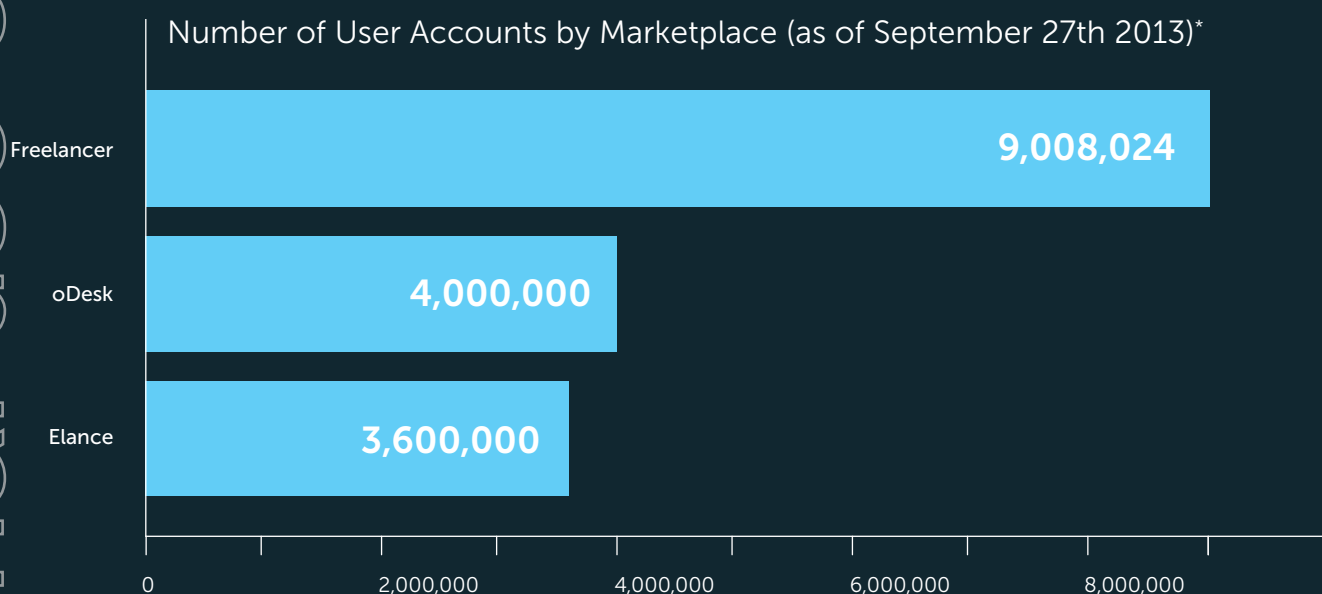 Number of User Accounts by Marketplace (as of September 27th 2013)*
Freelancer
9,008,024
oDesk
4,000,000
Elance
3,600,000
0 2,000,000 4,000,000 6,000,000 8,000,000